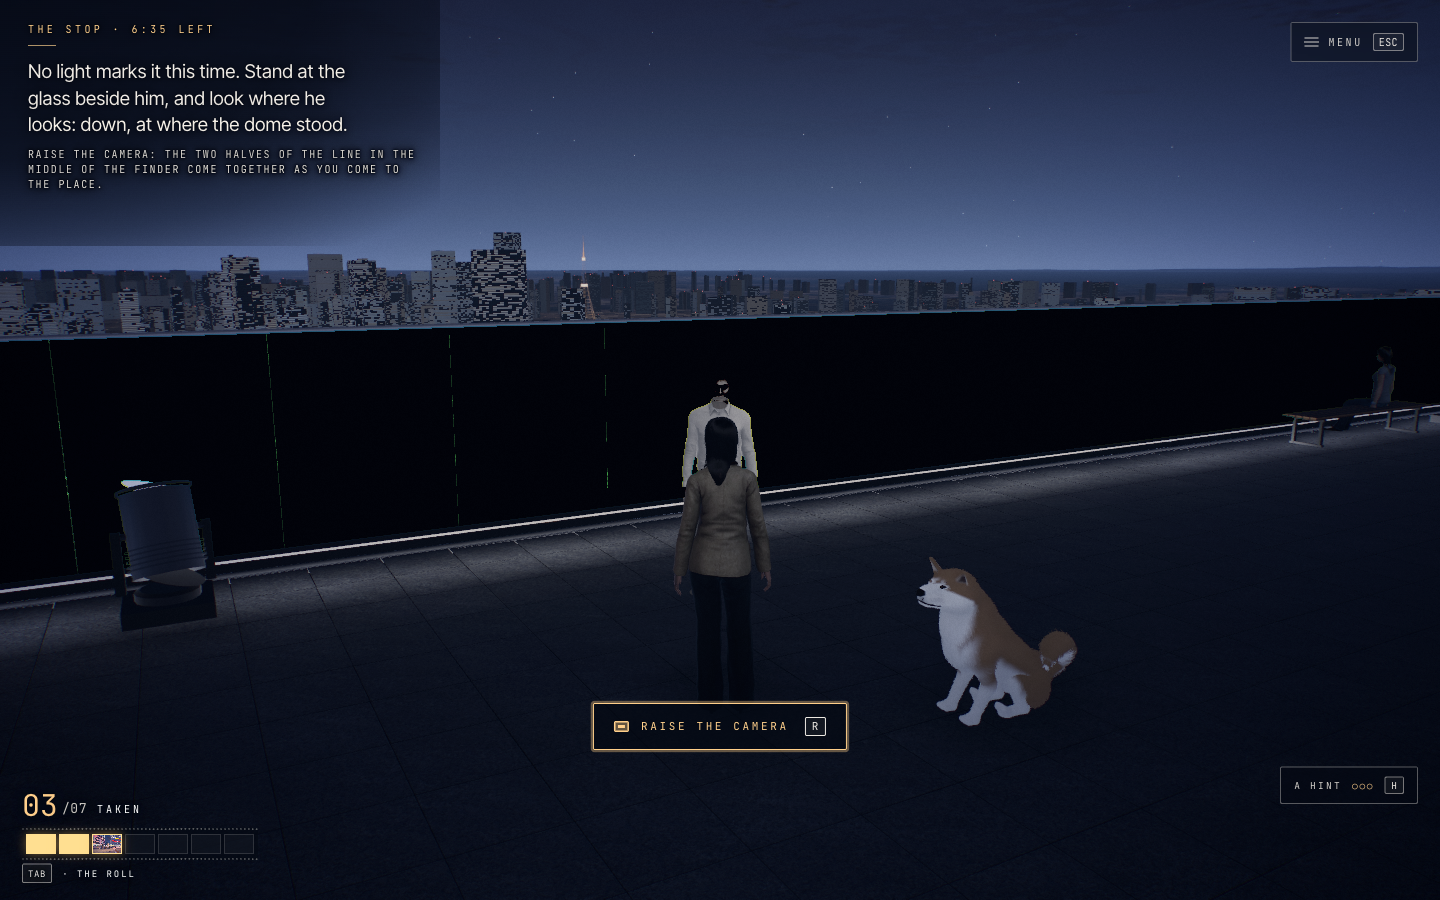 THE STOP · 6:35 LEFT
No light marks it this time. Stand at the
glass beside him, and look where he
looks: down, at where the dome stood.
RAISE THE CAMERA: THE TWO HALVES OF THE LINE IN THE
MIDDLE OF THE FINDER COME TOGETHER AS YOU COME TO
THE PLACE.
MENU ESC
RAISE THE CAMERA R
A HINT ○○○ H
03 /07 TAKEN
TAB · THE ROLL